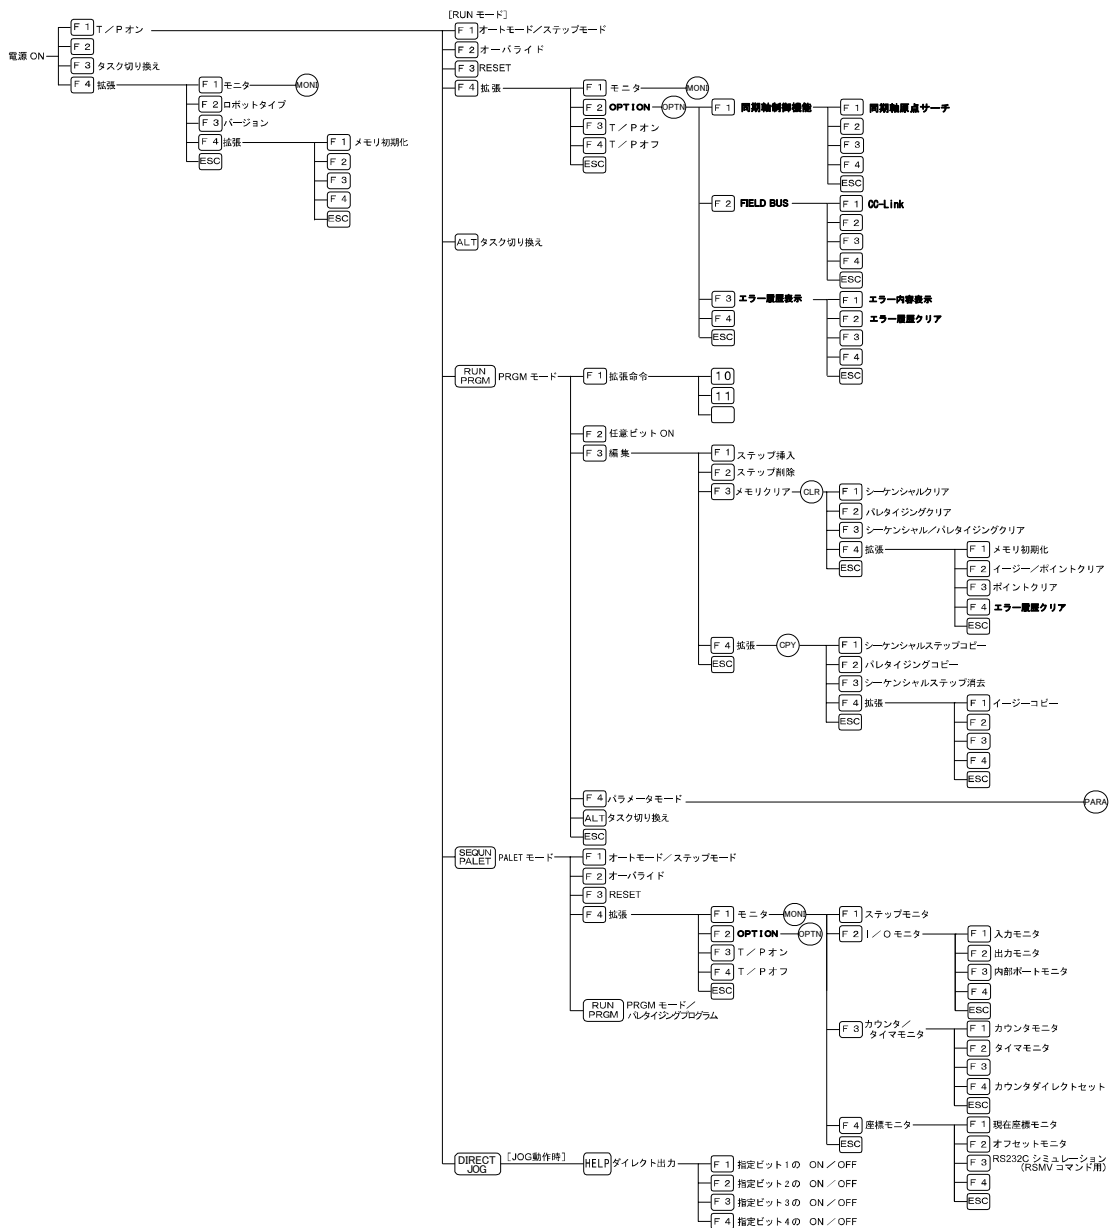 [RUN モード]
電源 ON
F 1 T／Pオン
F 2
F 3 タスク切り換え
F 4 拡張
F 1 モニタ MONI
F 2 ロボットタイプ
F 3 バージョン
F 4 拡張
ESC
F 1 メモリ初期化
F 2
F 3
F 4
ESC
F 1 オートモード／ステップモード
F 2 オーバライド
F 3 RESET
F 4 拡張
F 1 モニタ MONI
F 2 OPTION OPTN
F 3 T／Pオン
F 4 T／Pオフ
ESC
F 1 同期軸制御機能
F 1 同期軸原点サーチ
F 2
F 3
F 4
ESC
F 2 FIELD BUS
F 1 CC-Link
F 2
F 3
F 4
ESC
F 3 エラー履歴表示
F 4
ESC
F 1 エラー内容表示
F 2 エラー履歴クリア
F 3
F 4
ESC
ALT タスク切り換え
RUN
PRGM
PRGM モード
F 1 拡張命令
10
11
F 2 任意ビット ON
F 3 編集
F 1 ステップ挿入
F 2 ステップ削除
F 3 メモリクリア CLR
F 1 シーケンシャルクリア
F 2 パレタイジングクリア
F 3 シーケンシャル／パレタイジングクリア
F 4 拡張
ESC
F 1 メモリ初期化
F 2 イージー／ポイントクリア
F 3 ポイントクリア
F 4 エラー履歴クリア
ESC
F 4 拡張 CPY
ESC
F 1 シーケンシャルステップコピー
F 2 パレタイジングコピー
F 3 シーケンシャルステップ消去
F 4 拡張
ESC
F 1 イージーコピー
F 2
F 3
F 4
ESC
F 4 パラメータモード PARA
ALT タスク切り換え
ESC
SEQUN
PALET
PALET モード
F 1 オートモード／ステップモード
F 2 オーバライド
F 3 RESET
F 4 拡張
F 1 モニタ MONI
F 2 OPTION OPTN
F 3 T／Pオン
F 4 T／Pオフ
ESC
F 1 ステップモニタ
F 2 I／Oモニタ
F 1 入力モニタ
F 2 出力モニタ
F 3 内部ポートモニタ
F 4
ESC
RUN
PRGM
PRGM モード／
パレタイジングプログラム
F 3 カウンタ／
タイマモニタ
F 1 カウンタモニタ
F 2 タイマモニタ
F 3
F 4 カウンタダイレクトセット
ESC
F 4 座標モニタ
ESC
F 1 現在座標モニタ
F 2 オフセットモニタ
F 3 RS232C シミュレーション
(RSMV コマンド用)
F 4
ESC
DIRECT
JOG
[JOG動作時]
HELP ダイレクト出力
F 1 指定ビット1の ON／OFF
F 2 指定ビット2の ON／OFF
F 3 指定ビット3の ON／OFF
F 4 指定ビット4の ON／OFF